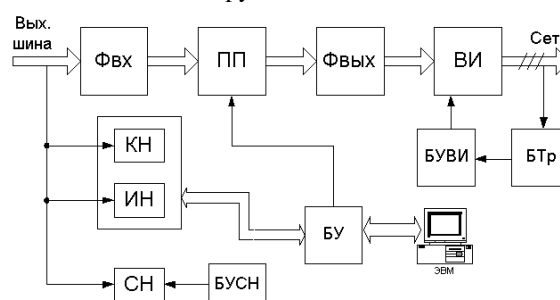 Вых.
шина
Фвх
ПП
Фвых
ВИ
Сет
КН
ИН
БУВИ
БТр
БУ
ЭВМ
СН
БУСН